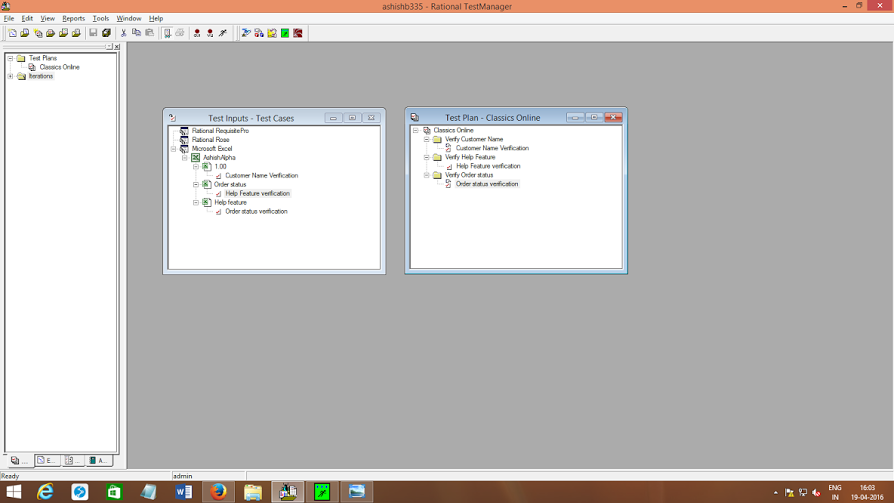 ashishb335 - Rational TestManager
File Edit View Reports Tools Window Help
Test Plans
Classics Online
Iterations
Test Inputs - Test Cases
Rational RequisitePro
Rational Rose
Microsoft Excel
AshishAlpha
1.00
Customer Name Verification
Order status
Help Feature verification
Help feature
Order status verification
Test Plan - Classics Online
Classics Online
Verify Customer Name
Customer Name Verification
Verify Help Feature
Help Feature verification
Verify Order status
Order status verification
...
E...
...
A...
Ready
admin
ENG
IN
16:03
19-04-2016